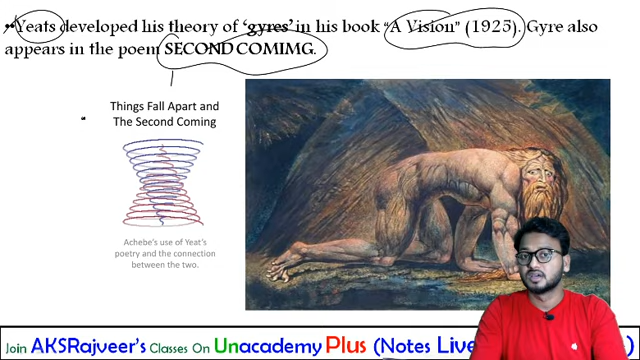 ••Yeats developed his theory of 'gyres' in his book "A Vision" (1925). Gyre also
appears in the poem SECOND COMIMG.
Things Fall Apart and
The Second Coming
Achebe's use of Yeat's
poetry and the connection
between the two.
Join AKSRajveer's Classes On Unacademy Plus (Notes Live )